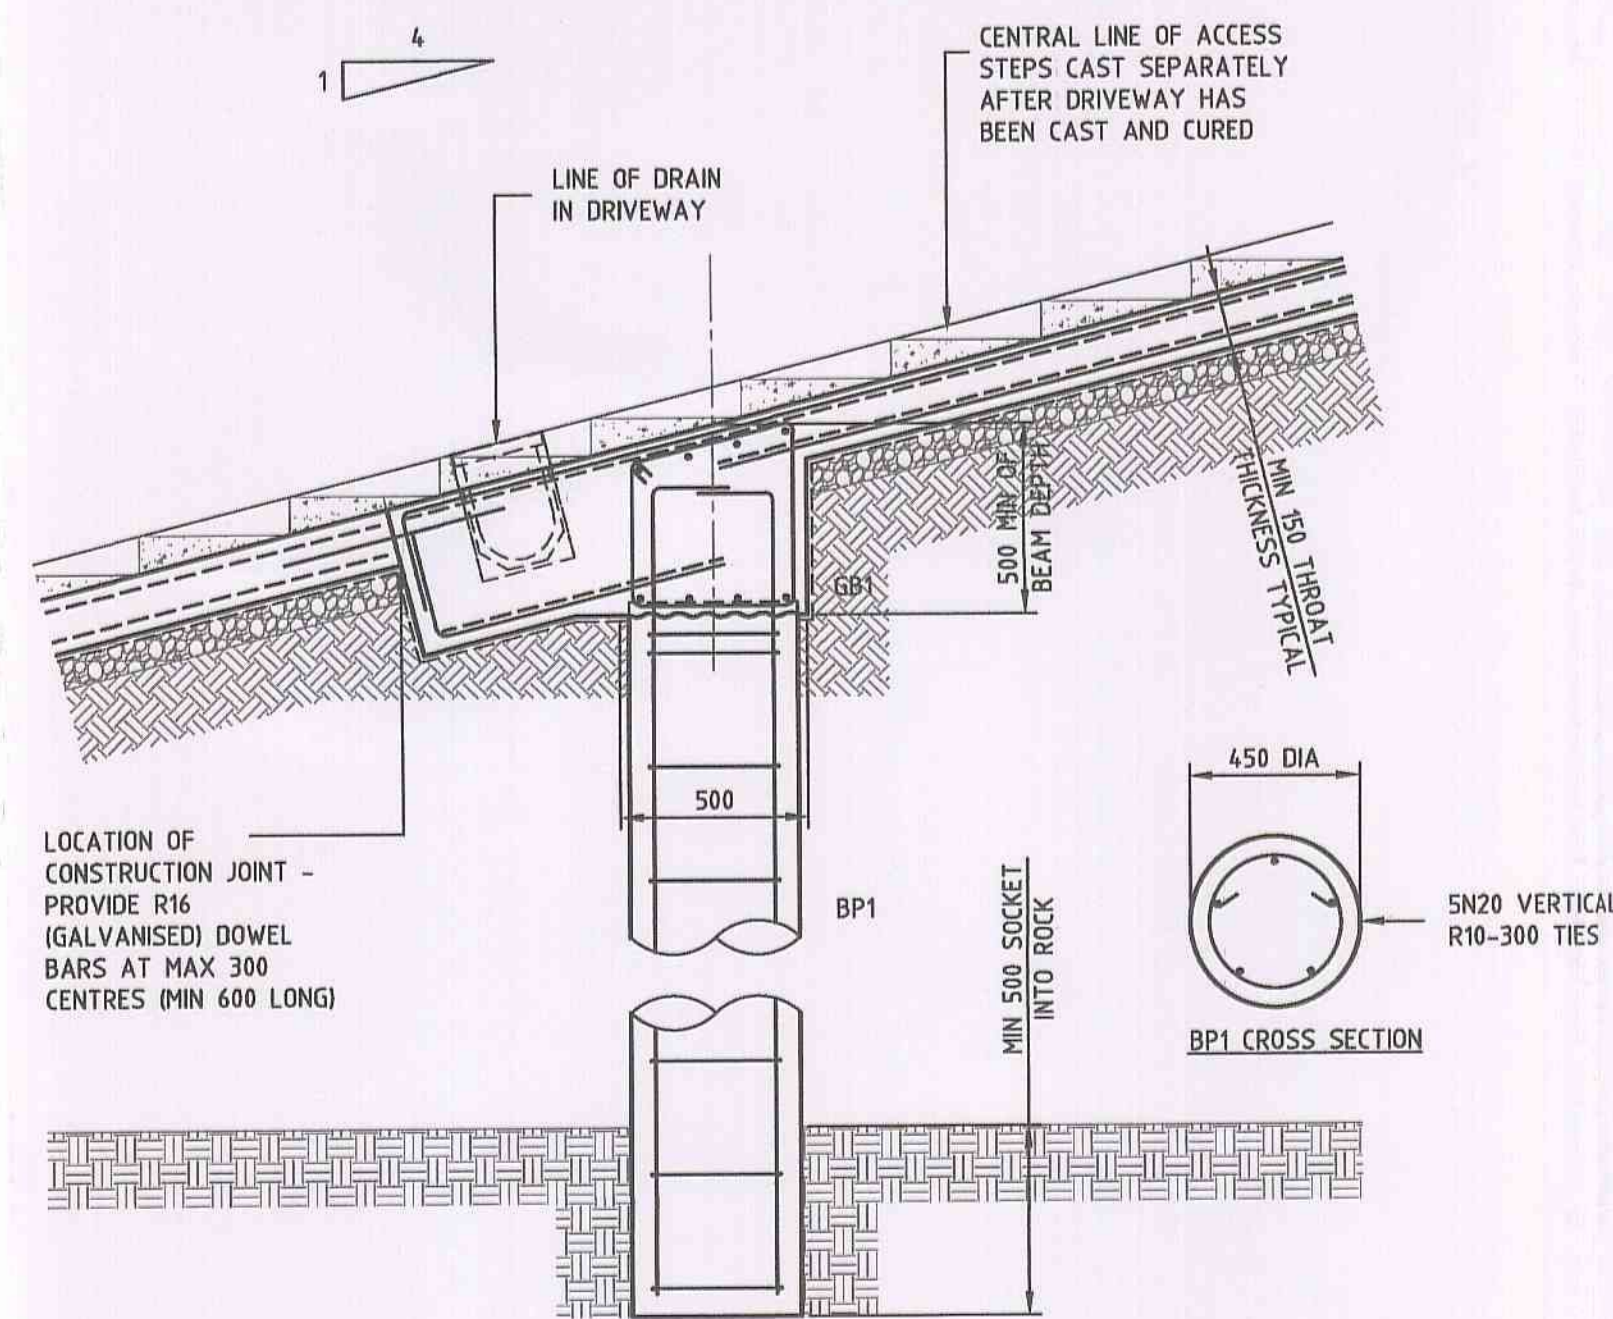 4
1
CENTRAL LINE OF ACCESS
STEPS CAST SEPARATELY
AFTER DRIVEWAY HAS
BEEN CAST AND CURED
LINE OF DRAIN
IN DRIVEWAY
500 MIN OF
BEAM DEPTH
MIN 150 THROAT
THICKNESS TYPICAL
GB1
500
450 DIA
LOCATION OF
CONSTRUCTION JOINT -
PROVIDE R16
(GALVANISED) DOWEL
BARS AT MAX 300
CENTRES (MIN 600 LONG)
BP1
MIN 500 SOCKET
INTO ROCK
5N20 VERTICAL
R10-300 TIES
BP1 CROSS SECTION